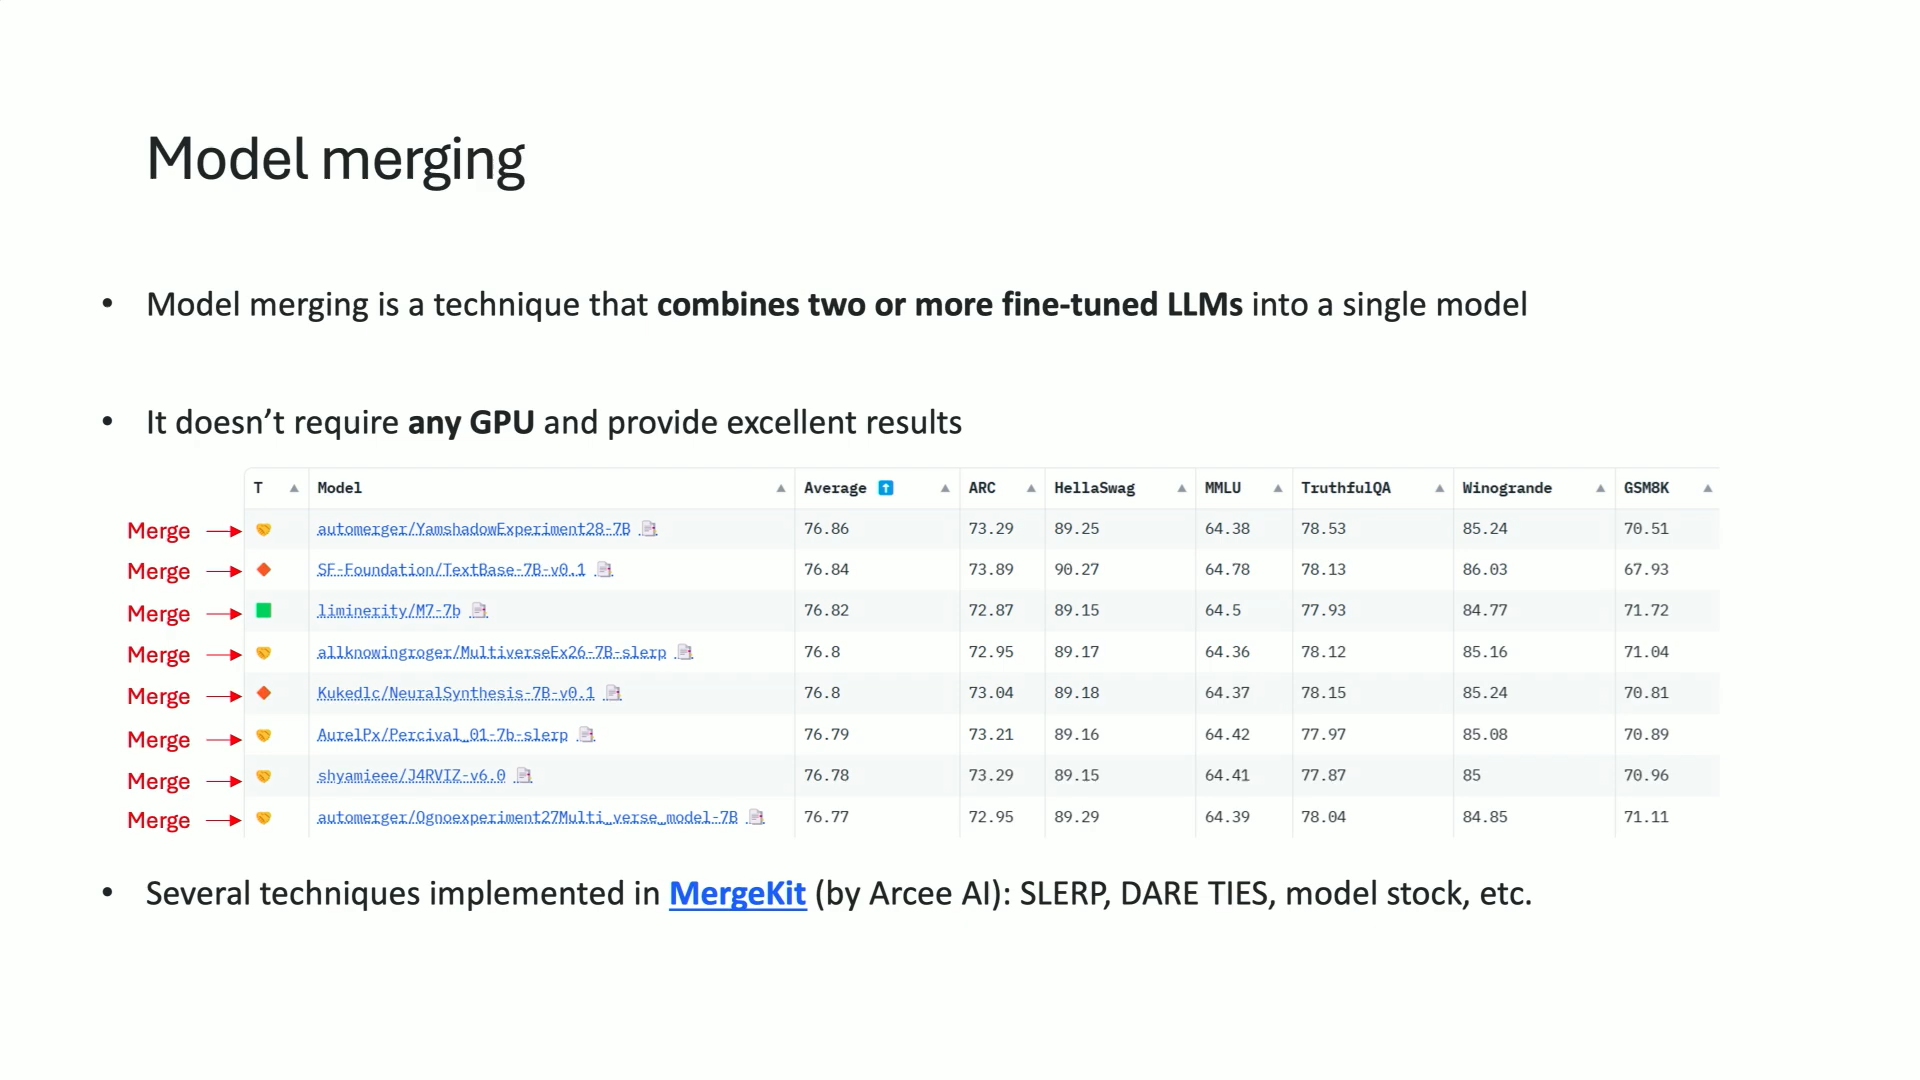 Model merging
• Model merging is a technique that combines two or more fine-tuned LLMs into a single model
• It doesn’t require any GPU and provide excellent results
T Model Average ARC HellaSwag MMLU TruthfulQA Winogrande GSM8K
Merge automerger/YamshadowExperiment28-7B 76.86 73.29 89.25 64.38 78.53 85.24 70.51
Merge SF-Foundation/TextBase-7B-v0.1 76.84 73.89 90.27 64.78 78.13 86.03 67.93
Merge liminerity/M7-7b 76.82 72.87 89.15 64.5 77.93 84.77 71.72
Merge allknowingroger/MultiverseEx26-7B-slerp 76.8 72.95 89.17 64.36 78.12 85.16 71.04
Merge Kukedlc/NeuralSynthesis-7B-v0.1 76.8 73.04 89.18 64.37 78.15 85.24 70.81
Merge AurelPx/Percival_01-7b-slerp 76.79 73.21 89.16 64.42 77.97 85.08 70.89
Merge shyamieee/J4RVIZ-v6.0 76.78 73.29 89.15 64.41 77.87 85 70.96
Merge automerger/Ognoexperiment27Multi_verse_model-7B 76.77 72.95 89.29 64.39 78.04 84.85 71.11
• Several techniques implemented in MergeKit (by Arcee AI): SLERP, DARE TIES, model stock, etc.